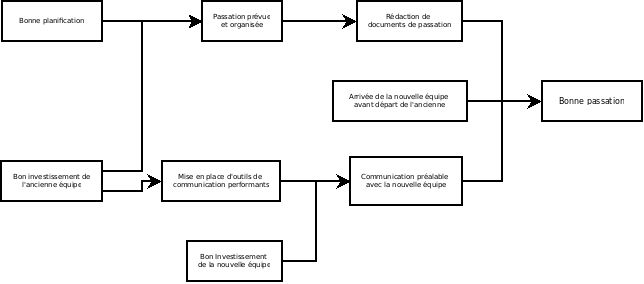 Bonne planification
Passation prévue
et organisée
Rédaction de
documents de passation
Arrivée de la nouvelle équipe
avant départ de l'ancienne
Bonne passation
Bon investissement de
l'ancienne équipe
Mise en place d'outils de
communication performants
Communication préalable
avec la nouvelle équipe
Bon Investissement
de la nouvelle équipe